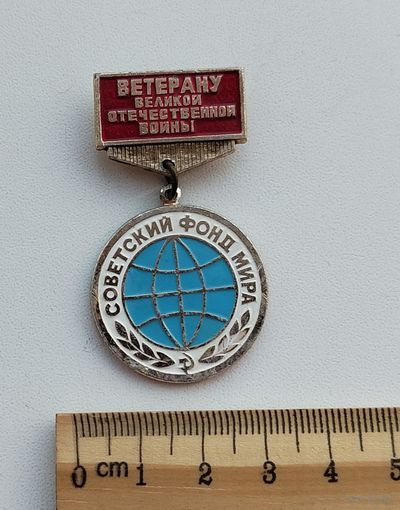 ВЕТЕРАНУ
ВЕЛИКОЙ
ОТЕЧЕСТВЕННОЙ
ВОЙНЫ
СОВЕТСКИЙ ФОНД МИРА
0 cm 1 2 3 4 5